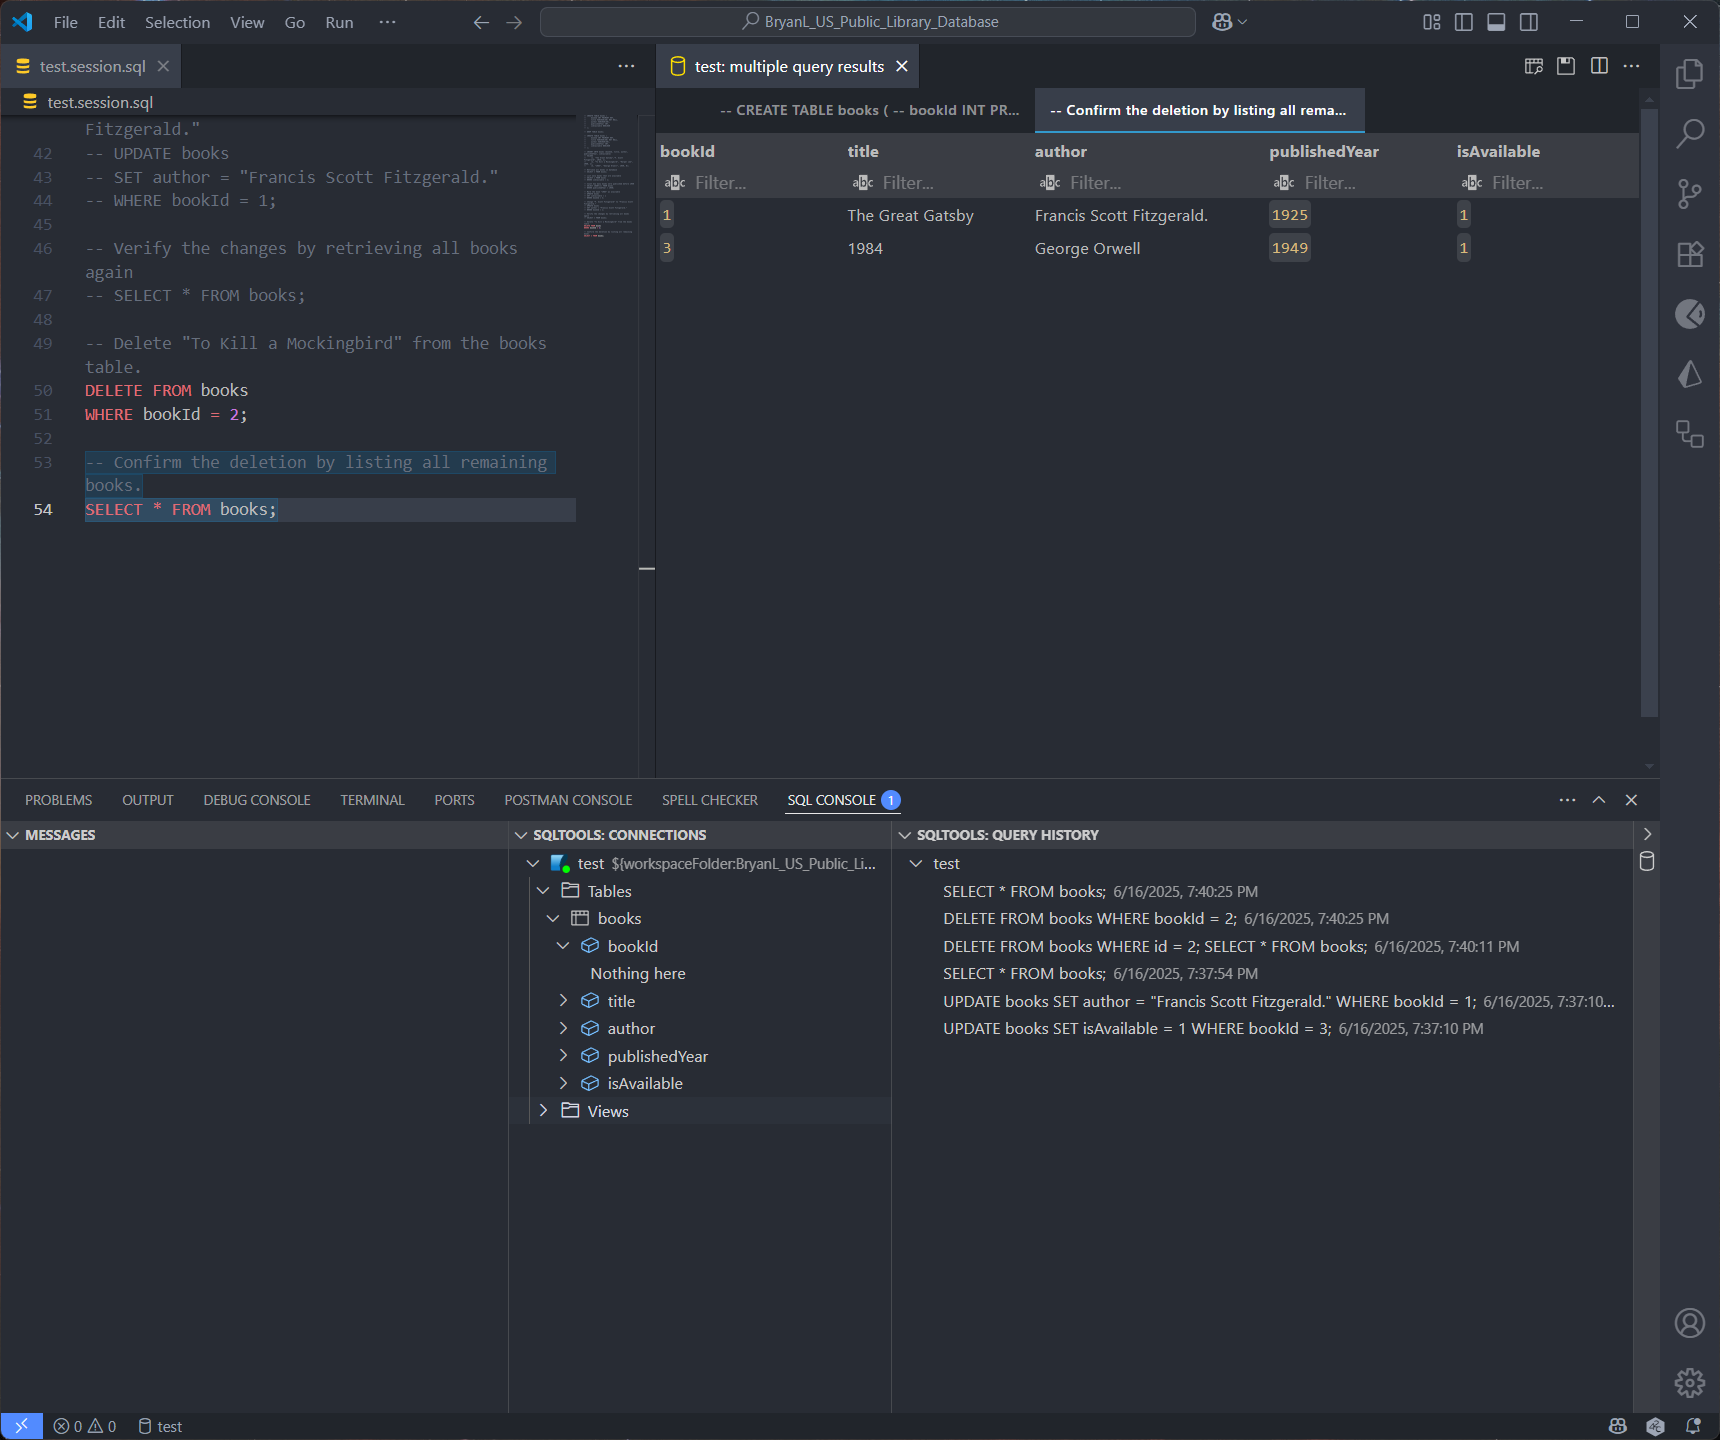 File Edit Selection View Go Run
BryanL_US_Public_Library_Database
test.session.sql
test: multiple query results
test.session.sql
Fitzgerald."
42 -- UPDATE books
43 -- SET author = "Francis Scott Fitzgerald."
44 -- WHERE bookId = 1;
45
46 -- Verify the changes by retrieving all books
again
47 -- SELECT * FROM books;
48
49 -- Delete "To Kill a Mockingbird" from the books
table.
50 DELETE FROM books
51 WHERE bookId = 2;
52
53 -- Confirm the deletion by listing all remaining
books.
54 SELECT * FROM books;
-- CREATE TABLE books ( -- bookId INT PR... -- Confirm the deletion by listing all rema...
bookId title author publishedYear isAvailable
abc Filter... abc Filter... abc Filter... abc Filter... abc Filter...
1 The Great Gatsby Francis Scott Fitzgerald. 1925 1
3 1984 George Orwell 1949 1
PROBLEMS OUTPUT DEBUG CONSOLE TERMINAL PORTS POSTMAN CONSOLE SPELL CHECKER SQL CONSOLE 1
MESSAGES
SQLTOOLS: CONNECTIONS
test ${workspaceFolder:BryanL_US_Public_Li...
Tables
books
bookId
Nothing here
title
author
publishedYear
isAvailable
Views
SQLTOOLS: QUERY HISTORY
test
SELECT * FROM books; 6/16/2025, 7:40:25 PM
DELETE FROM books WHERE bookId = 2; 6/16/2025, 7:40:25 PM
DELETE FROM books WHERE id = 2; SELECT * FROM books; 6/16/2025, 7:40:11 PM
SELECT * FROM books; 6/16/2025, 7:37:54 PM
UPDATE books SET author = "Francis Scott Fitzgerald." WHERE bookId = 1; 6/16/2025, 7:37:10...
UPDATE books SET isAvailable = 1 WHERE bookId = 3; 6/16/2025, 7:37:10 PM
0 0 test